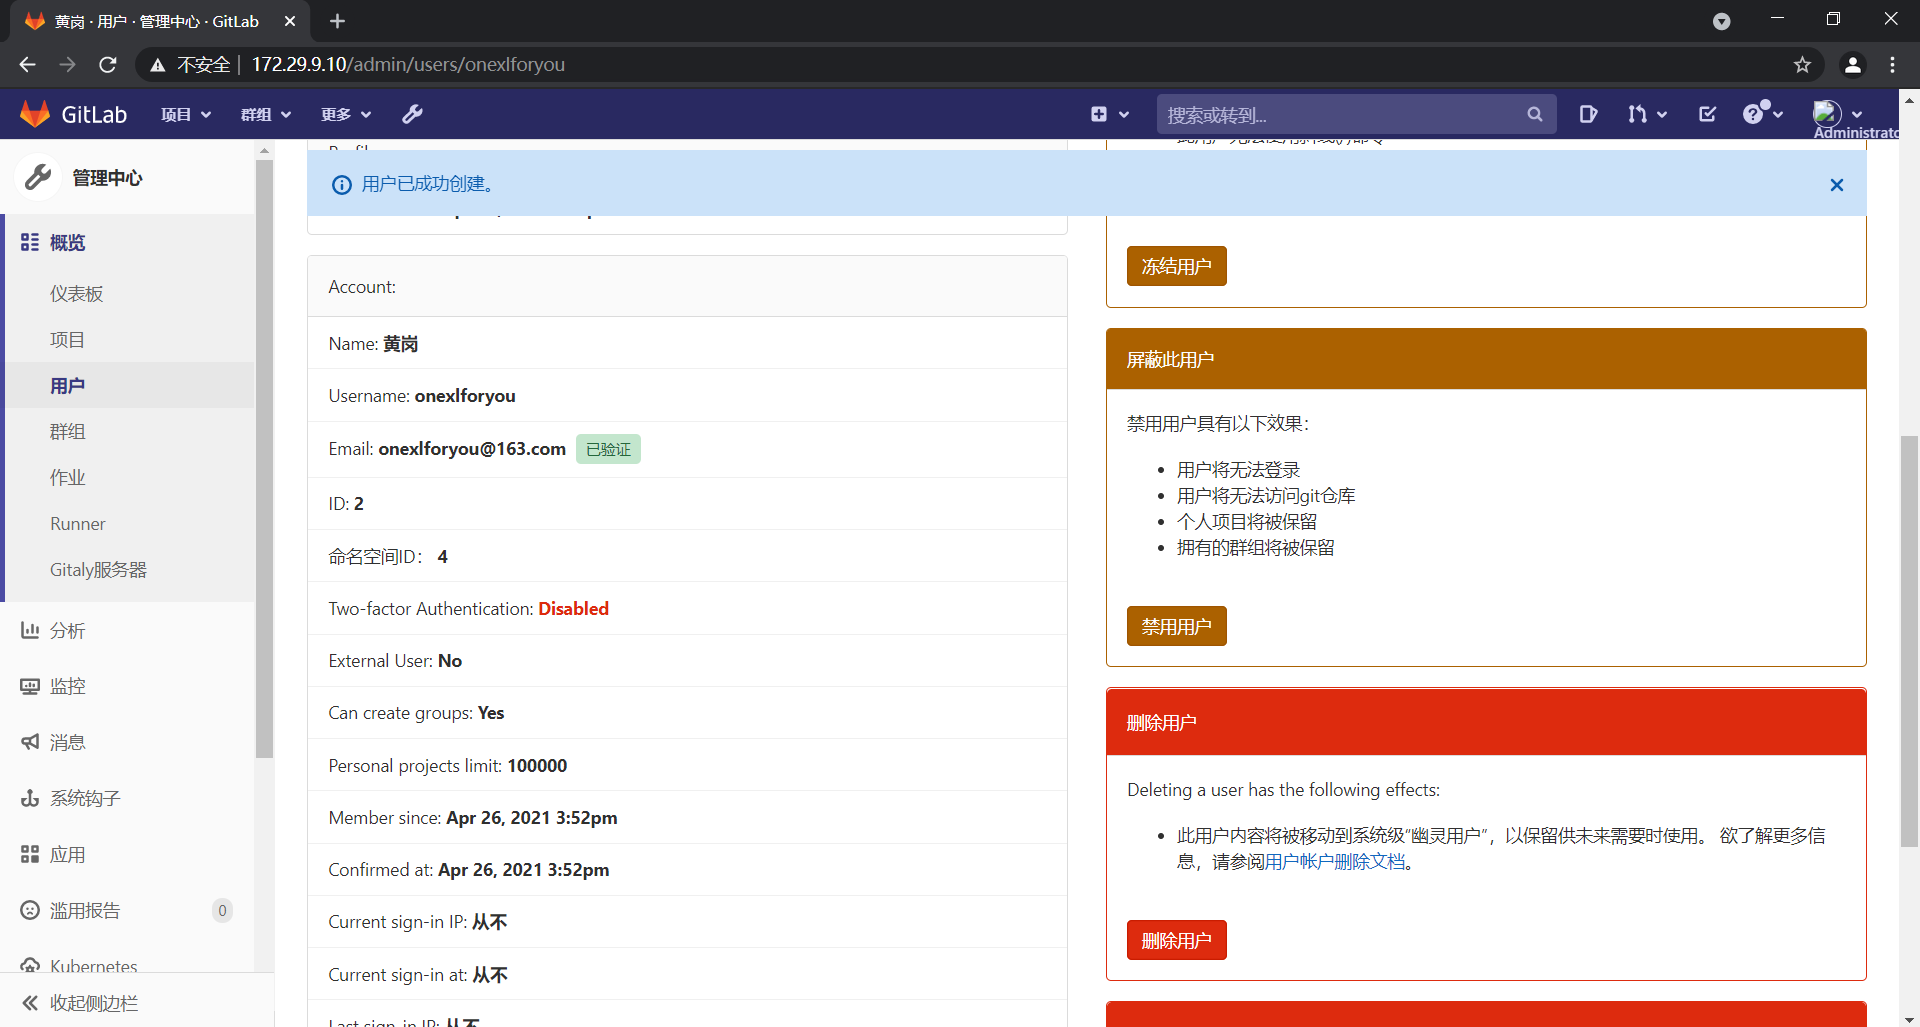 黄岗 · 用户 · 管理中心 · GitLab
不安全 | 172.29.9.10/admin/users/onexlforyou
GitLab 项目 群组 更多 搜索或转到... Administrato
管理中心
概览
仪表板
项目
用户
群组
作业
Runner
Gitaly服务器
分析
监控
消息
系统钩子
应用
滥用报告 0
Kubernetes
收起侧边栏
用户已成功创建。
Account:
Name: 黄岗
Username: onexlforyou
Email: onexlforyou@163.com 已验证
ID: 2
命名空间ID： 4
Two-factor Authentication: Disabled
External User: No
Can create groups: Yes
Personal projects limit: 100000
Member since: Apr 26, 2021 3:52pm
Confirmed at: Apr 26, 2021 3:52pm
Current sign-in IP: 从不
Current sign-in at: 从不
Last sign-in IP: 从不
冻结用户
屏蔽此用户
禁用用户具有以下效果：
用户将无法登录
用户将无法访问git仓库
个人项目将被保留
拥有的群组将被保留
禁用用户
删除用户
Deleting a user has the following effects:
此用户内容将被移动到系统级“幽灵用户”，以保留供未来需要时使用。 欲了解更多信
息，请参阅用户帐户删除文档。
删除用户